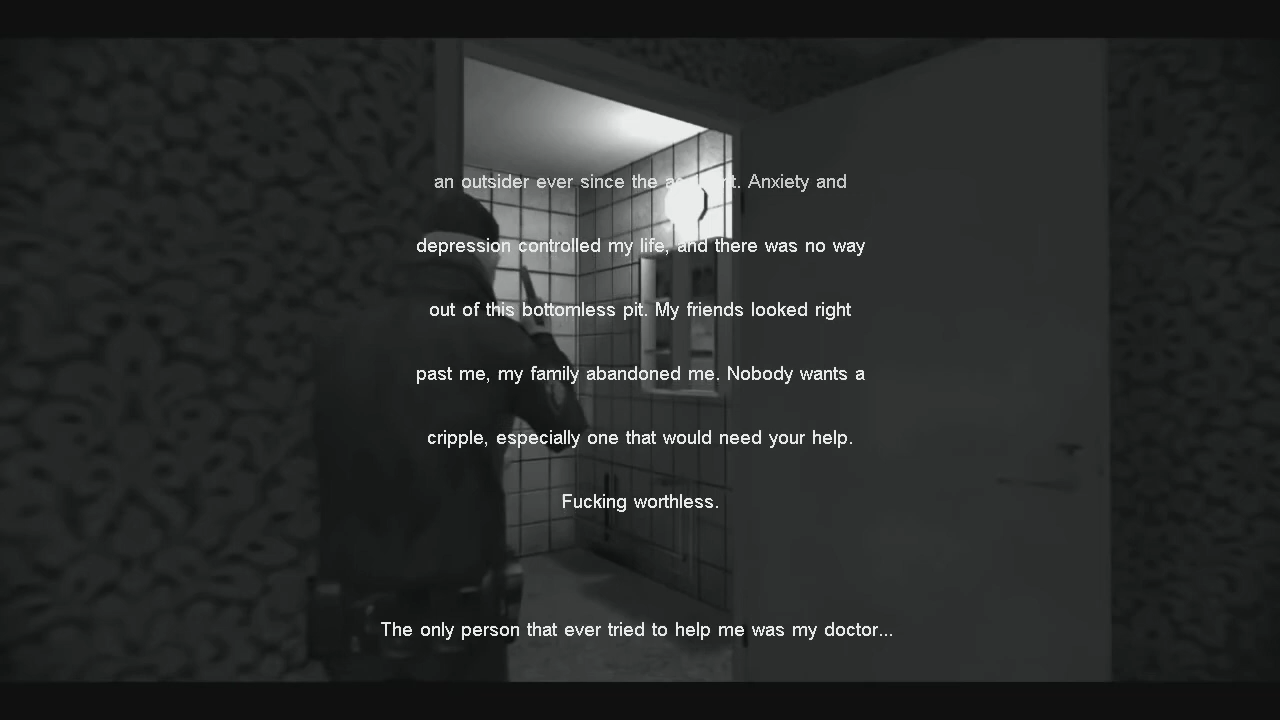 an outsider ever since the accident. Anxiety and
depression controlled my life, and there was no way
out of this bottomless pit. My friends looked right
past me, my family abandoned me. Nobody wants a
cripple, especially one that would need your help.
Fucking worthless.
The only person that ever tried to help me was my doctor...